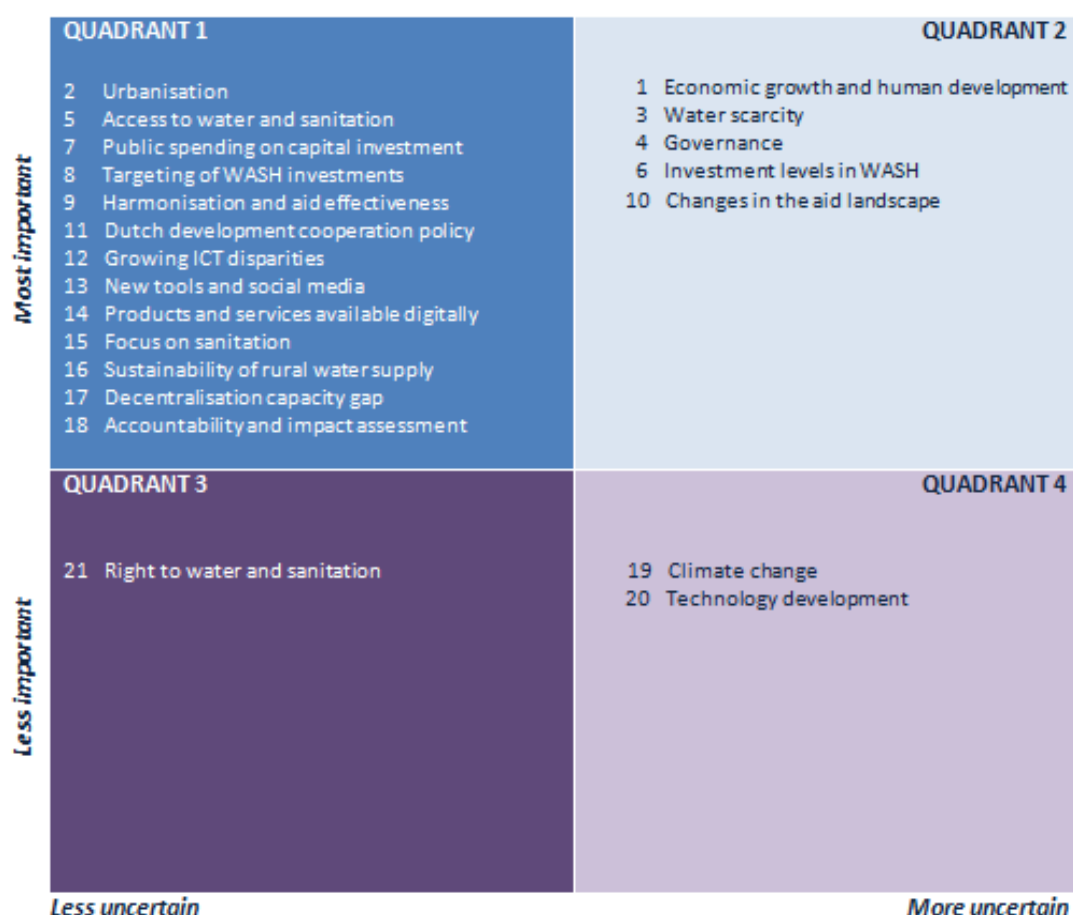 QUADRANT 1
2 Urbanisation
5 Access to water and sanitation
7 Public spending on capital investment
8 Targeting of WASH investments
9 Harmonisation and aid effectiveness
11 Dutch development cooperation policy
12 Growing ICT disparities
13 New tools and social media
14 Products and services available digitally
15 Focus on sanitation
16 Sustainability of rural water supply
17 Decentralisation capacity gap
18 Accountability and impact assessment
QUADRANT 2
1 Economic growth and human development
3 Water scarcity
4 Governance
6 Investment levels in WASH
10 Changes in the aid landscape
Most important
QUADRANT 3
21 Right to water and sanitation
QUADRANT 4
19 Climate change
20 Technology development
Less important
Less uncertain
More uncertain